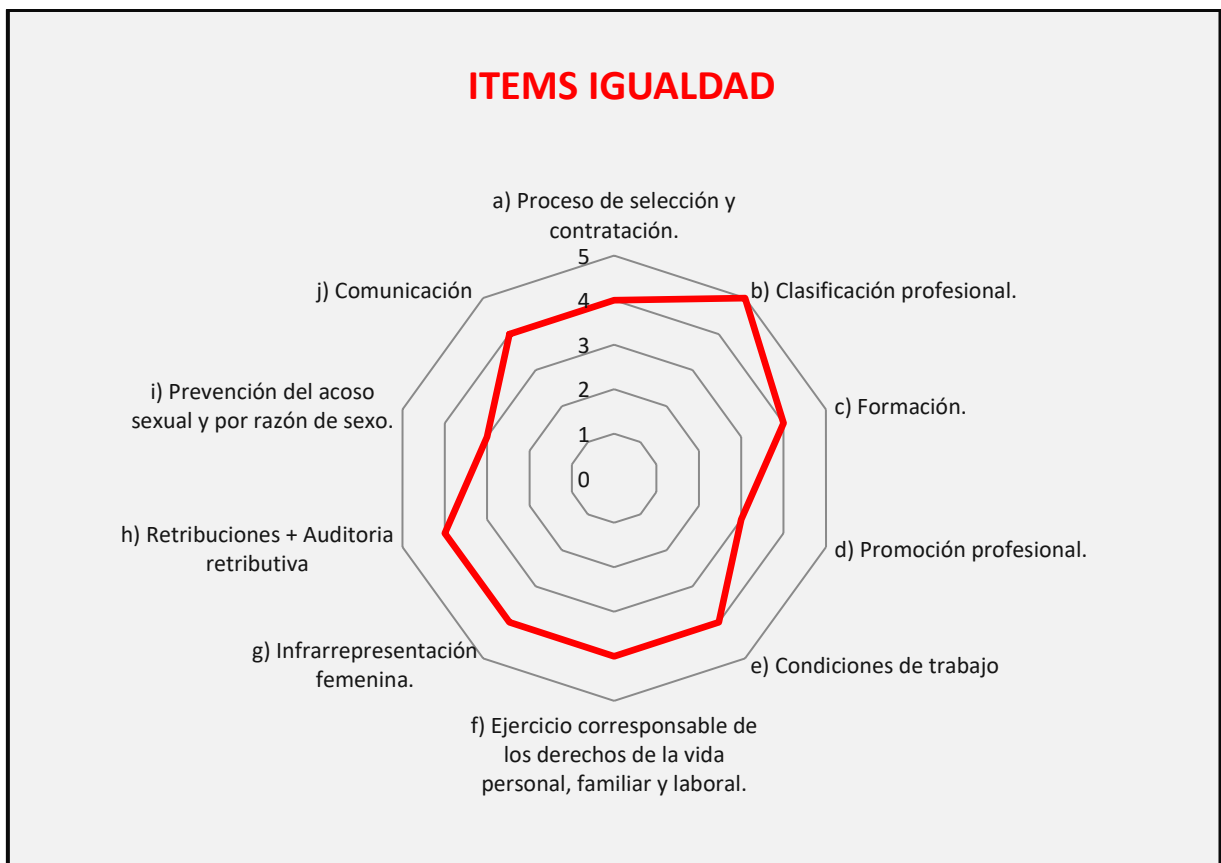 ITEMS IGUALDAD
a) Proceso de selección y
contratación.
5
4
3
2
1
0
b) Clasificación profesional.
c) Formación.
d) Promoción profesional.
e) Condiciones de trabajo
f) Ejercicio corresponsable de
los derechos de la vida
personal, familiar y laboral.
g) Infrarrepresentación
femenina.
h) Retribuciones + Auditoria
retributiva
i) Prevención del acoso
sexual y por razón de sexo.
j) Comunicación